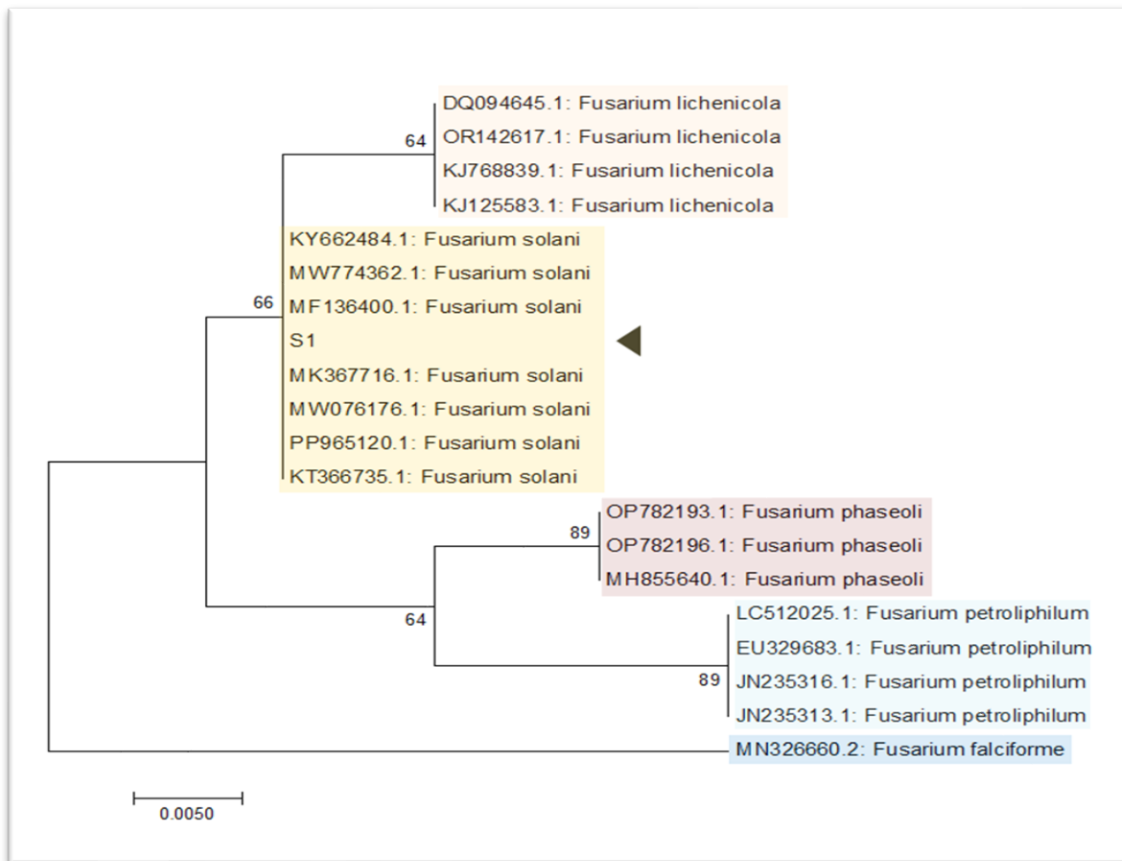 DQ094645.1: Fusarium lichenicola
64
OR142617.1: Fusarium lichenicola
KJ768839.1: Fusarium lichenicola
KJ125583.1: Fusarium lichenicola
KY662484.1: Fusarium solani
MW774362.1: Fusarium solani
66
MF136400.1: Fusarium solani
S1
MK367716.1: Fusarium solani
MW076176.1: Fusarium solani
PP965120.1: Fusarium solani
KT366735.1: Fusarium solani
OP782193.1: Fusarium phaseoli
89
OP782196.1: Fusarium phaseoli
MH855640.1: Fusarium phaseoli
64
LC512025.1: Fusarium petroliphilum
EU329683.1: Fusarium petroliphilum
89
JN235316.1: Fusarium petroliphilum
JN235313.1: Fusarium petroliphilum
MN326660.2: Fusarium falciforme
0.0050